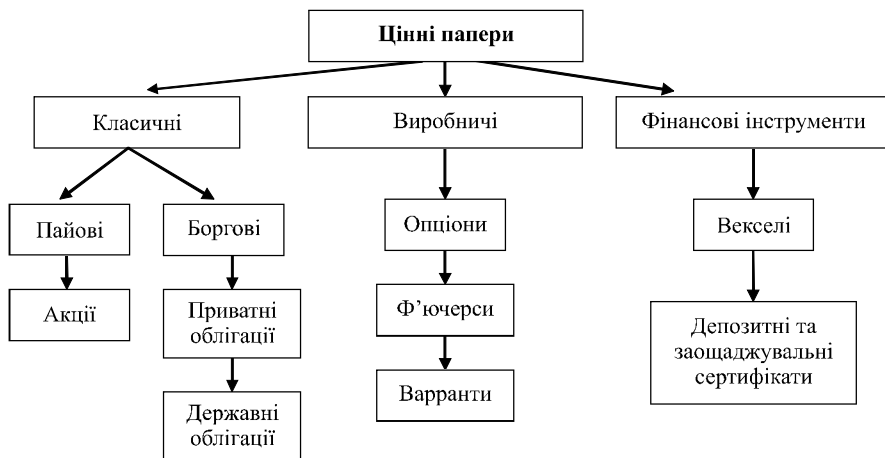 Цінні папери
Класичні
Виробничі
Фінансові інструменти
Пайові
Боргові
Опціони
Векселі
Акції
Приватні
облігації
Ф’ючерси
Депозитні та
заощаджувальні
сертифікати
Державні
облігації
Варранти